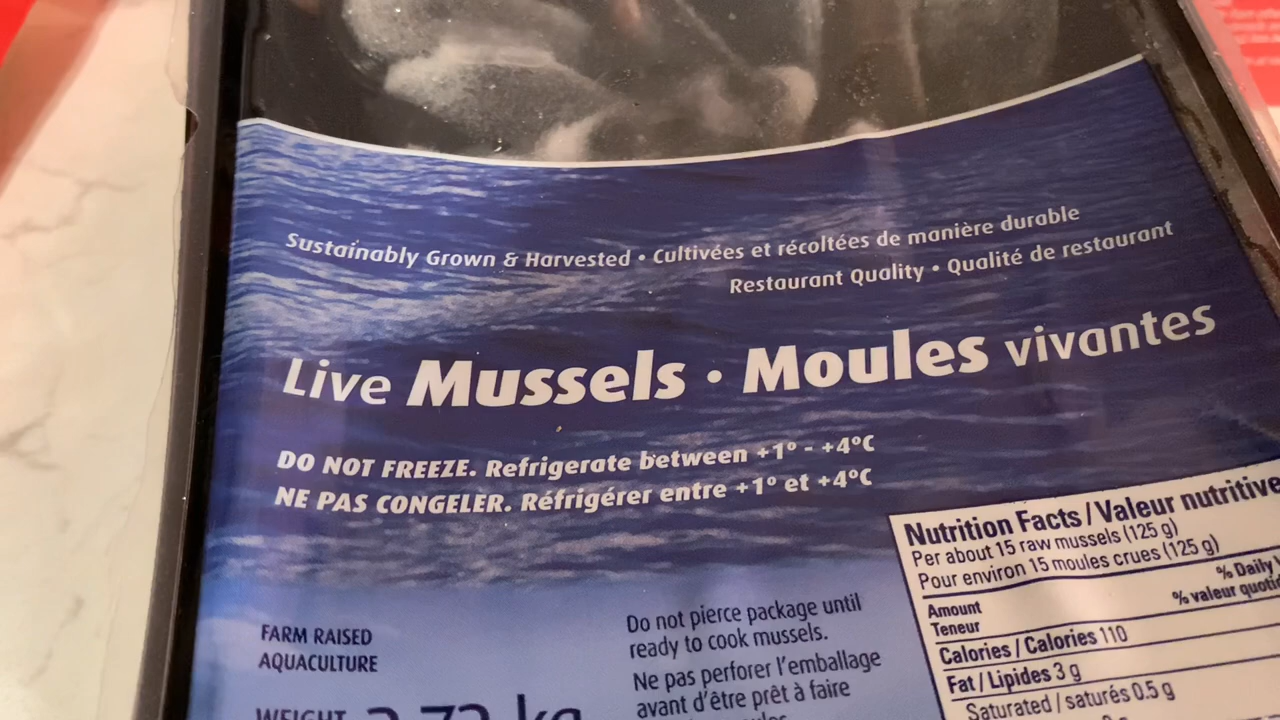 Sustainably Grown & Harvested • Cultivées et récoltées de manière durable
Restaurant Quality • Qualité de restaurant
Live Mussels • Moules vivantes
DO NOT FREEZE. Refrigerate between +1° - +4°C
NE PAS CONGELER. Réfrigérer entre +1° et +4°C
FARM RAISED
AQUACULTURE
WEIGHT
kg
Do not pierce package until
ready to cook mussels.
Ne pas perforer l'emballage
avant d'être prêt à faire
Nutrition Facts / Valeur nutritive
Per about 15 raw mussels (125 g)
Pour environ 15 moules crues (125 g)
% Daily
% valeur
Amount
Teneur
Calories / Calories 110
Fat / Lipides 3 g
Saturated / saturés 0.5 g